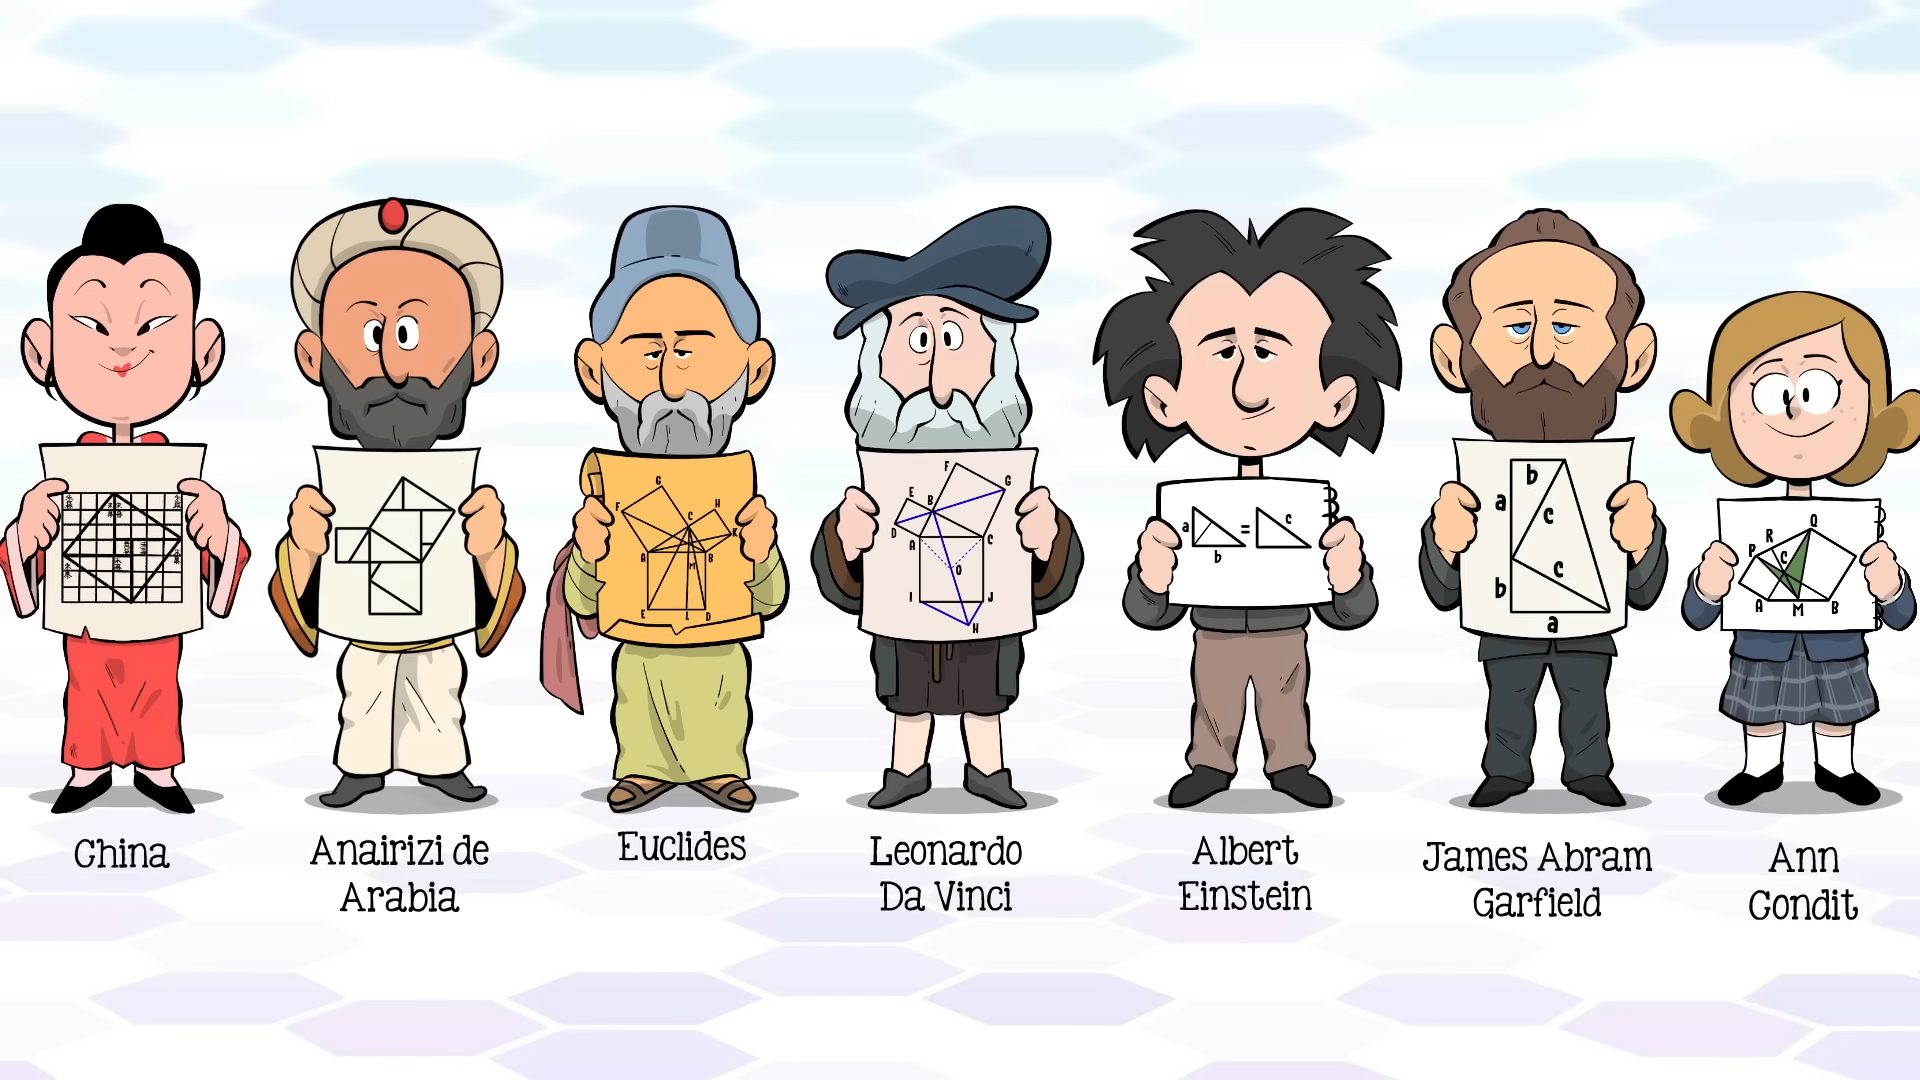 China
Anairizi de
Arabia
Euclides
Leonardo
Da Vinci
Albert
Einstein
James Abram
Garfield
Ann
Condit
G
F
H
C
K
A
B
M
E
L
D
F
G
E
B
D
A
C
O
I
J
H
a
b
=
c
b
a
c
c
b
a
Q
R
P
C
A
M
B